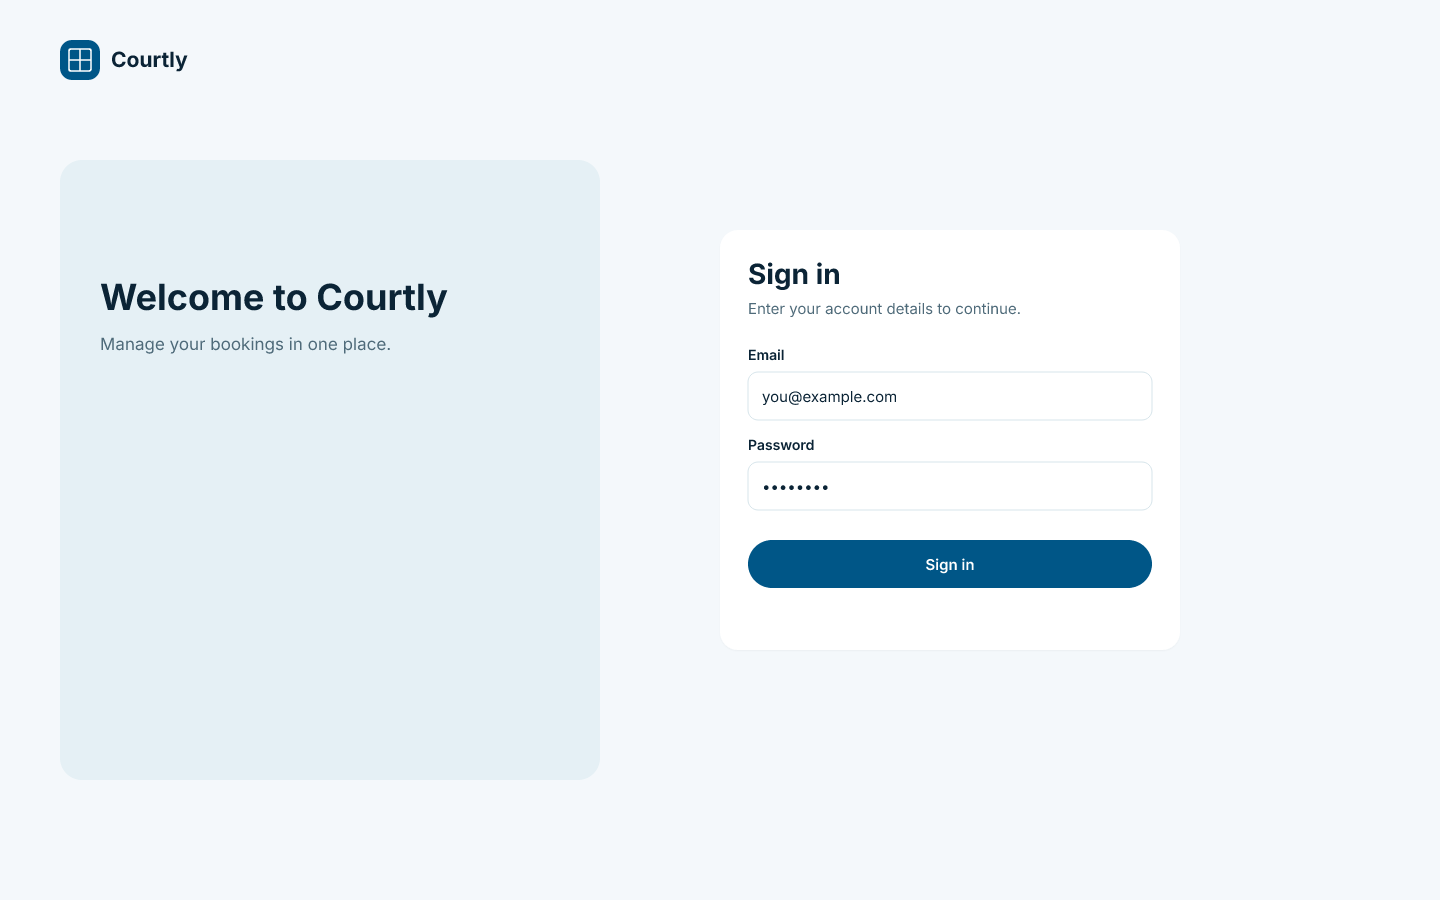 Courtly
Welcome to Courtly
Manage your bookings in one place.
Sign in
Enter your account details to continue.
Email
you@example.com
Password
••••••••
Sign in